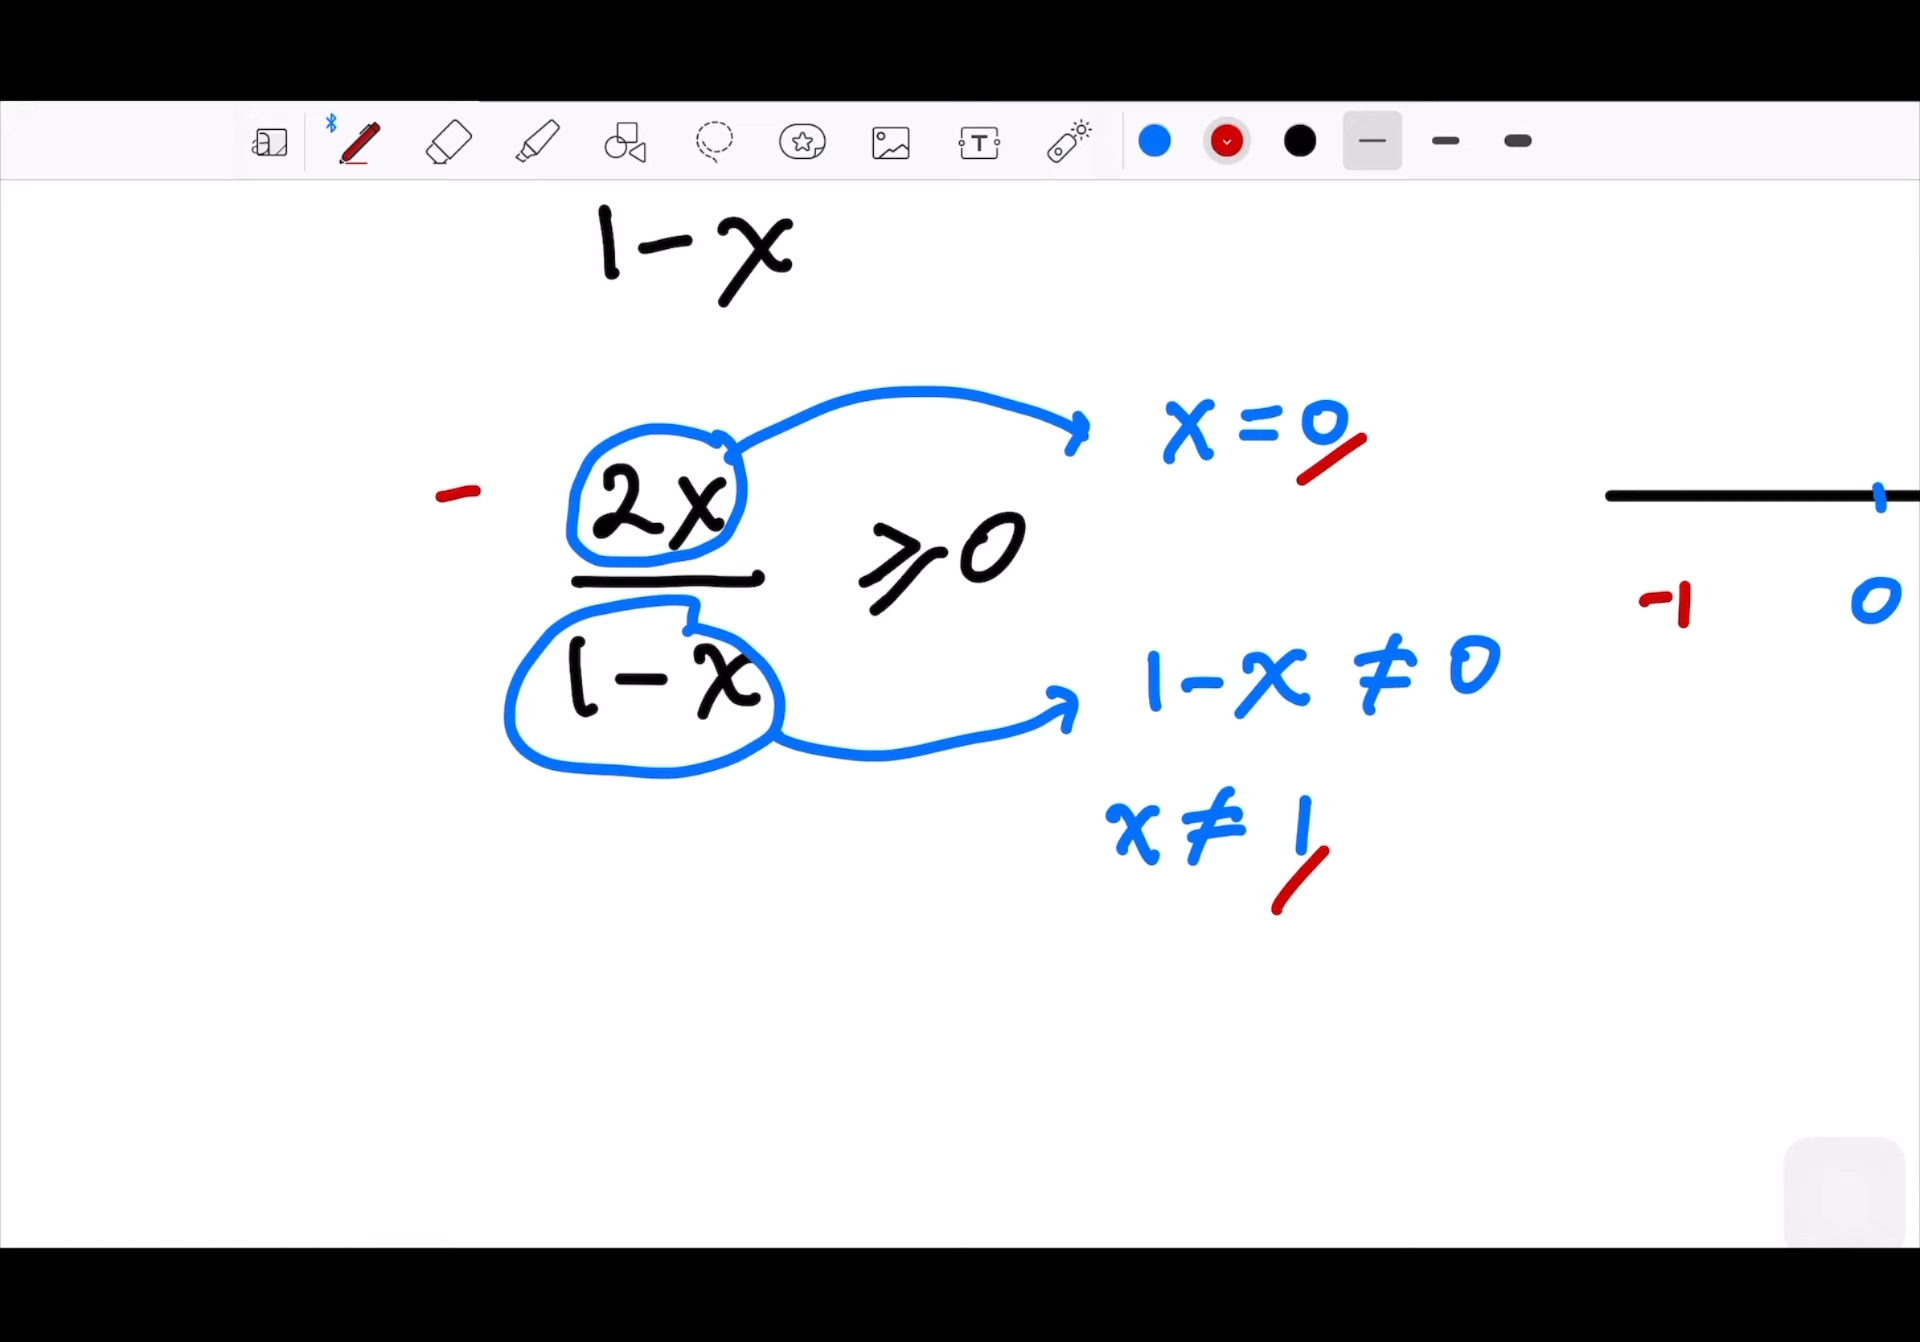 1-x
x=0
- 2x
≥0
1-x
-1 0
1-x ≠ 0
x ≠ 1